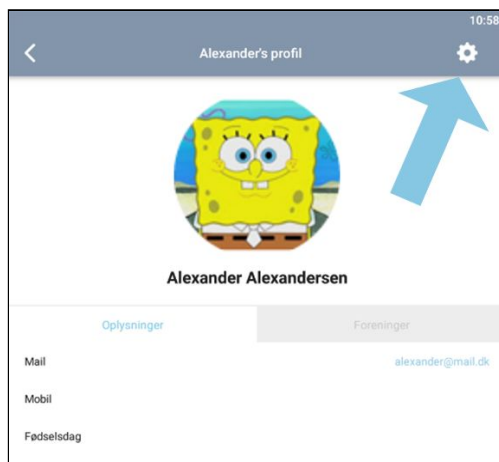 10:58
Alexander's profil
Alexander Alexandersen
Oplysninger Foreninger
Mail alexander@mail.dk
Mobil
Fødselsdag